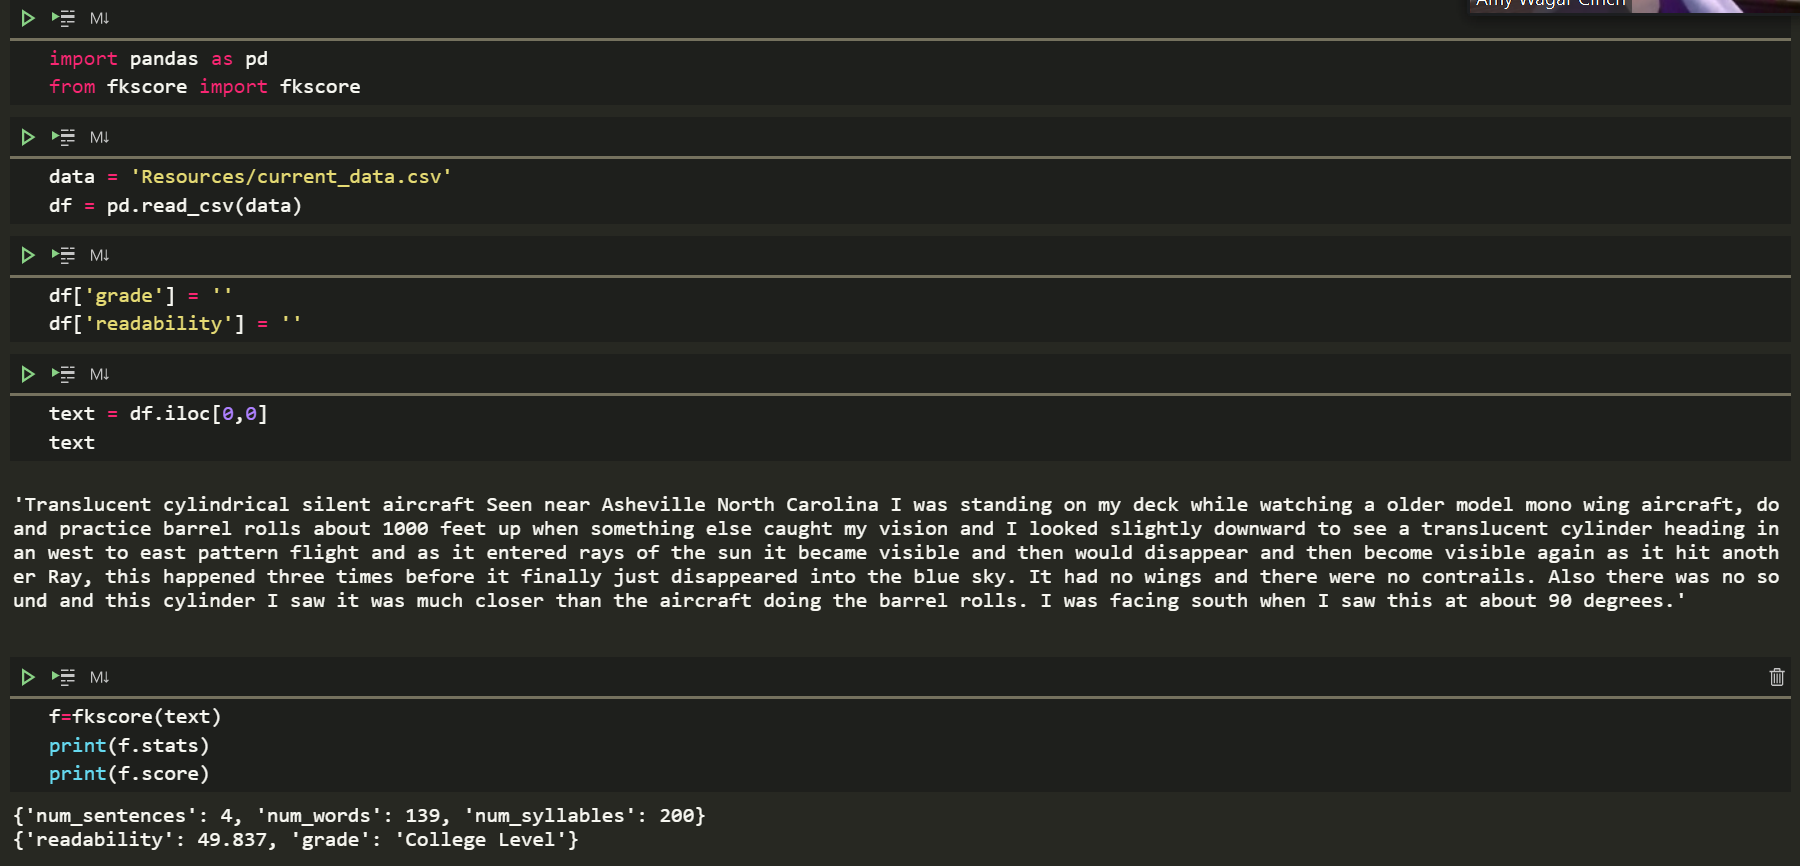 Amy Wagar Cinch
M↓
import pandas as pd
from fkscore import fkscore
M↓
data = 'Resources/current_data.csv'
df = pd.read_csv(data)
M↓
df['grade'] = ''
df['readability'] = ''
M↓
text = df.iloc[0,0]
text
'Translucent cylindrical silent aircraft Seen near Asheville North Carolina I was standing on my deck while watching a older model mono wing aircraft, do
and practice barrel rolls about 1000 feet up when something else caught my vision and I looked slightly downward to see a translucent cylinder heading in
an west to east pattern flight and as it entered rays of the sun it became visible and then would disappear and then become visible again as it hit anoth
er Ray, this happened three times before it finally just disappeared into the blue sky. It had no wings and there were no contrails. Also there was no so
und and this cylinder I saw it was much closer than the aircraft doing the barrel rolls. I was facing south when I saw this at about 90 degrees.'
M↓
f=fkscore(text)
print(f.stats)
print(f.score)
{'num_sentences': 4, 'num_words': 139, 'num_syllables': 200}
{'readability': 49.837, 'grade': 'College Level'}